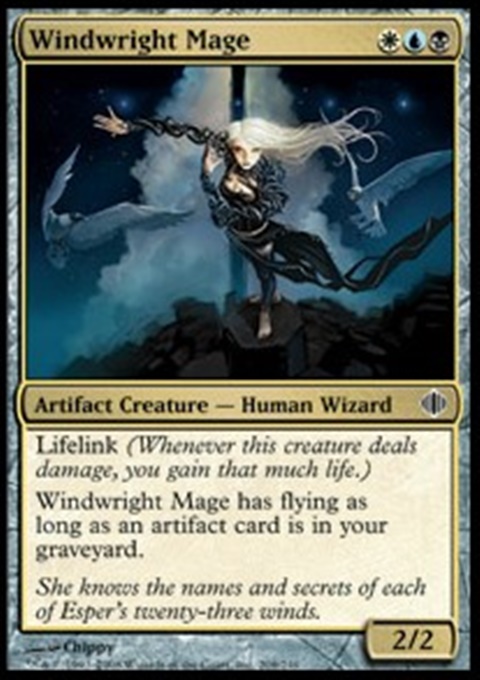 Windwright Mage
Artifact Creature — Human Wizard
Lifelink (Whenever this creature deals
damage, you gain that much life.)
Windwright Mage has flying as
long as an artifact card is in your
graveyard.
She knows the names and secrets of each
of Esper's twenty-three winds.
Chippy
2/2